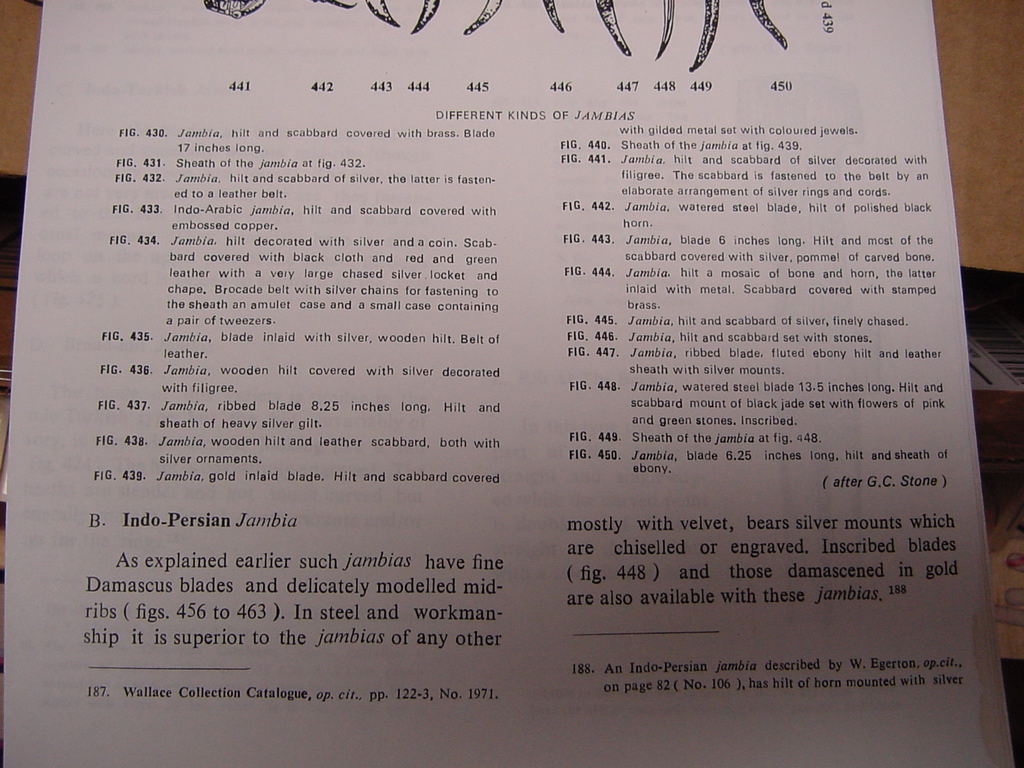 d 439
441 442 443 444 445 446 447 448 449 450
DIFFERENT KINDS OF JAMBIAS
FIG. 430. Jambia, hilt and scabbard covered with brass. Blade
17 inches long.
FIG. 431. Sheath of the jambia at fig. 432.
FIG. 432. Jambia, hilt and scabbard of silver, the latter is fasten-
ed to a leather belt.
FIG. 433. Indo-Arabic jambia, hilt and scabbard covered with
embossed copper.
FIG. 434. Jambia, hilt decorated with silver and a coin. Scab-
bard covered with black cloth and red and green
leather with a very large chased silver locket and
chape. Brocade belt with silver chains for fastening to
the sheath an amulet case and a small case containing
a pair of tweezers.
FIG. 435. Jambia, blade inlaid with silver, wooden hilt. Belt of
leather.
FIG. 436. Jambia, wooden hilt covered with silver decorated
with filigree.
FIG. 437. Jambia, ribbed blade 8.25 inches long, Hilt and
sheath of heavy silver gilt.
FIG. 438. Jambia, wooden hilt and leather scabbard, both with
silver ornaments.
FIG. 439. Jambia, gold inlaid blade. Hilt and scabbard covered
with gilded metal set with coloured jewels.
FIG. 440. Sheath of the jambia at fig. 439.
FIG. 441. Jambia, hilt and scabbard of silver decorated with
filigree. The scabbard is fastened to the belt by an
elaborate arrangement of silver rings and cords.
FIG. 442. Jambia, watered steel blade, hilt of polished black
horn.
FIG. 443. Jambia, blade 6 inches long. Hilt and most of the
scabbard covered with silver, pommel of carved bone.
FIG. 444. Jambia, hilt a mosaic of bone and horn, the latter
inlaid with metal. Scabbard covered with stamped
brass.
FIG. 445. Jambia, hilt and scabbard of silver, finely chased.
FIG. 446. Jambia, hilt and scabbard set with stones.
FIG. 447. Jambia, ribbed blade, fluted ebony hilt and leather
sheath with silver mounts.
FIG. 448. Jambia, watered steel blade 13.5 inches long. Hilt and
scabbard mount of black jade set with flowers of pink
and green stones. Inscribed.
FIG. 449. Sheath of the jambia at fig. 448.
FIG. 450. Jambia, blade 6.25 inches long, hilt and sheath of
ebony.
( after G.C. Stone )
B. Indo-Persian Jambia
As explained earlier such jambias have fine
Damascus blades and delicately modelled mid-
ribs ( figs. 456 to 463 ). In steel and workman-
ship it is superior to the jambias of any other
mostly with velvet, bears silver mounts which
are chiselled or engraved. Inscribed blades
( fig. 448 ) and those damascened in gold
are also available with these jambias. 188
187. Wallace Collection Catalogue, op. cit., pp. 122-3, No. 1971.
188. An Indo-Persian jambia described by W. Egerton, op.cit.,
on page 82 ( No. 106 ), has hilt of horn mounted with silver